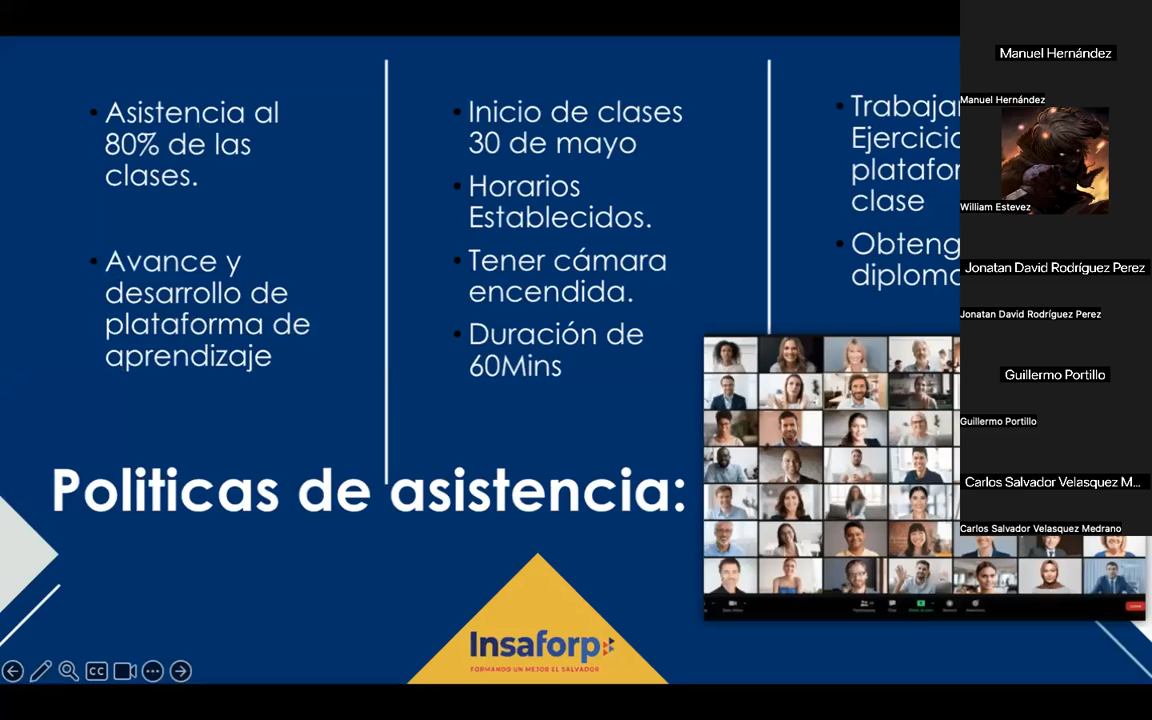 Asistencia al
80% de las
clases.
Avance y
desarrollo de
plataforma de
aprendizaje
Inicio de clases
30 de mayo
Horarios
Establecidos.
Tener cámara
encendida.
Duración de
60Mins
clase
Politicas de asistencia:
Insaforp
FORMANDO UN MEJOR EL SALVADOR
CC
Manuel Hernández
Manuel Hernández
William Estevez
Jonatan David Rodríguez Perez
Jonatan David Rodríguez Perez
Guillermo Portillo
Guillermo Portillo
Carlos Salvador Velasquez M...
Carlos Salvador Velasquez Medrano